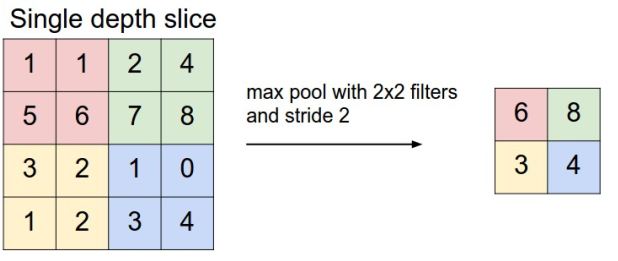 Single depth slice
1 1 2 4
5 6 7 8
3 2 1 0
1 2 3 4
max pool with 2x2 filters
and stride 2
6 8
3 4